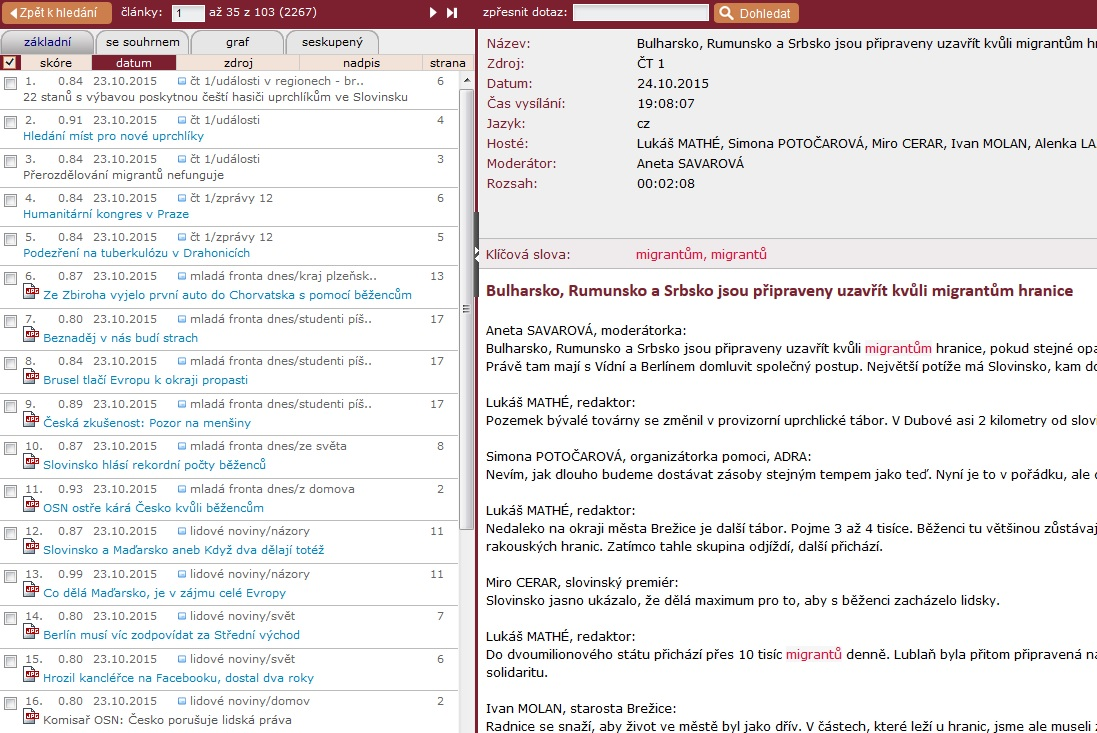 Zpět k hledání články: 1 až 35 z 103 (2267)
základní se souhrnem graf seskupený
skóre datum zdroj nadpis strana
1. 0.84 23.10.2015 čt 1/události v regionech - br.. 6
22 stanů s výbavou poskytnou čeští hasiči uprchlíkům ve Slovinsku
2. 0.91 23.10.2015 čt 1/události 4
Hledání míst pro nové uprchlíky
3. 0.84 23.10.2015 čt 1/události 3
Přerozdělování migrantů nefunguje
4. 0.84 23.10.2015 čt 1/zprávy 12 6
Humanitární kongres v Praze
5. 0.84 23.10.2015 čt 1/zprávy 12 5
Podezření na tuberkulózu v Drahonicích
6. 0.87 23.10.2015 mladá fronta dnes/kraj plzeňsk.. 13
JPG Ze Zbiroha vyjelo první auto do Chorvatska s pomocí běžencům
7. 0.80 23.10.2015 mladá fronta dnes/studenti píš.. 17
JPG Beznaděj v nás budí strach
8. 0.84 23.10.2015 mladá fronta dnes/studenti píš.. 17
JPG Brusel tlačí Evropu k okraji propasti
9. 0.89 23.10.2015 mladá fronta dnes/studenti píš.. 17
JPG Česká zkušenost: Pozor na menšiny
10. 0.87 23.10.2015 mladá fronta dnes/ze světa 8
JPG Slovinsko hlásí rekordní počty běženců
11. 0.93 23.10.2015 mladá fronta dnes/z domova 2
JPG OSN ostře kárá Česko kvůli běžencům
12. 0.87 23.10.2015 lidové noviny/názory 11
JPG Slovinsko a Maďarsko aneb Když dva dělají totéž
13. 0.99 23.10.2015 lidové noviny/názory 11
JPG Co dělá Maďarsko, je v zájmu celé Evropy
14. 0.80 23.10.2015 lidové noviny/svět 7
JPG Berlín musí víc zodpovídat za Střední východ
15. 0.80 23.10.2015 lidové noviny/svět 6
JPG Hrozil kancléřce na Facebooku, dostal dva roky
16. 0.80 23.10.2015 lidové noviny/domov 2
JPG Komisař OSN: Česko porušuje lidská práva
zpřesnit dotaz: Dohledat
Název: Bulharsko, Rumunsko a Srbsko jsou připraveny uzavřít kvůli migrantům
Zdroj: ČT 1
Datum: 24.10.2015
Čas vysílání: 19:08:07
Jazyk: cz
Hosté: Lukáš MATHÉ, Simona POTOČAROVÁ, Miro CERAR, Ivan MOLAN, Alenka LA
Moderátor: Aneta SAVAROVÁ
Rozsah: 00:02:08
Klíčová slova: migrantům, migrantů
Bulharsko, Rumunsko a Srbsko jsou připraveny uzavřít kvůli migrantům hranice
Aneta SAVAROVÁ, moderátorka:
Bulharsko, Rumunsko a Srbsko jsou připraveny uzavřít kvůli migrantům hranice, pokud stejné opa
Právě tam mají s Vídní a Berlínem domluvit společný postup. Největší potíže má Slovinsko, kam do
Lukáš MATHÉ, redaktor:
Pozemek bývalé továrny se změnil v provizorní uprchlické tábor. V Dubové asi 2 kilometry od slovi
Simona POTOČAROVÁ, organizátorka pomoci, ADRA:
Nevím, jak dlouho budeme dostávat zásoby stejným tempem jako teď. Nyní je to v pořádku, ale
Lukáš MATHÉ, redaktor:
Nedaleko na okraji města Brežice je další tábor. Pojme 3 až 4 tisíce. Běženci tu většinou zůstávaj
rakouských hranic. Zatímco tahle skupina odjíždí, další přichází.
Miro CERAR, slovinský premiér:
Slovinsko jasno ukázalo, že dělá maximum pro to, aby s běženci zacházelo lidsky.
Lukáš MATHÉ, redaktor:
Do dvoumilionového státu přichází přes 10 tisíc migrantů denně. Lublaň byla přitom připravená na
solidaritu.
Ivan MOLAN, starosta Brežice:
Radnice se snaží, aby život ve městě byl jako dřív. V částech, které leží u hranic, jsme ale museli